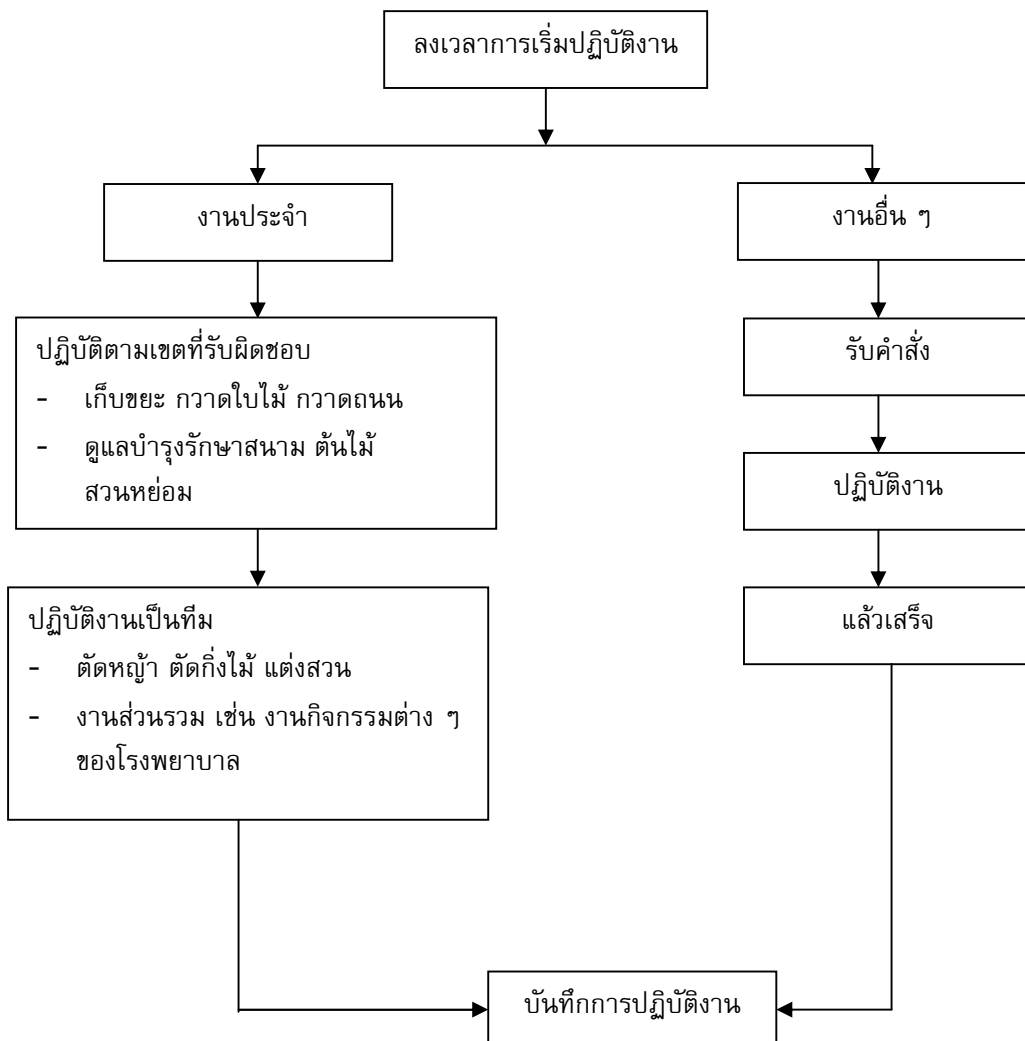 ลงเวลาการเริ่มปฏิบัติงาน
งานประจำ
งานอื่น ๆ
ปฏิบัติตามเขตที่รับผิดชอบ
- เก็บขยะ กวาดใบไม้ กวาดถนน
- ดูแลบำรุงรักษาสนาม ต้นไม้
สวนหย่อม
รับคำสั่ง
ปฏิบัติงาน
ปฏิบัติงานเป็นทีม
- ตัดหญ้า ตัดกิ่งไม้ แต่งสวน
- งานส่วนรวม เช่น งานกิจกรรมต่าง ๆ
ของโรงพยาบาล
แล้วเสร็จ
บันทึกการปฏิบัติงาน